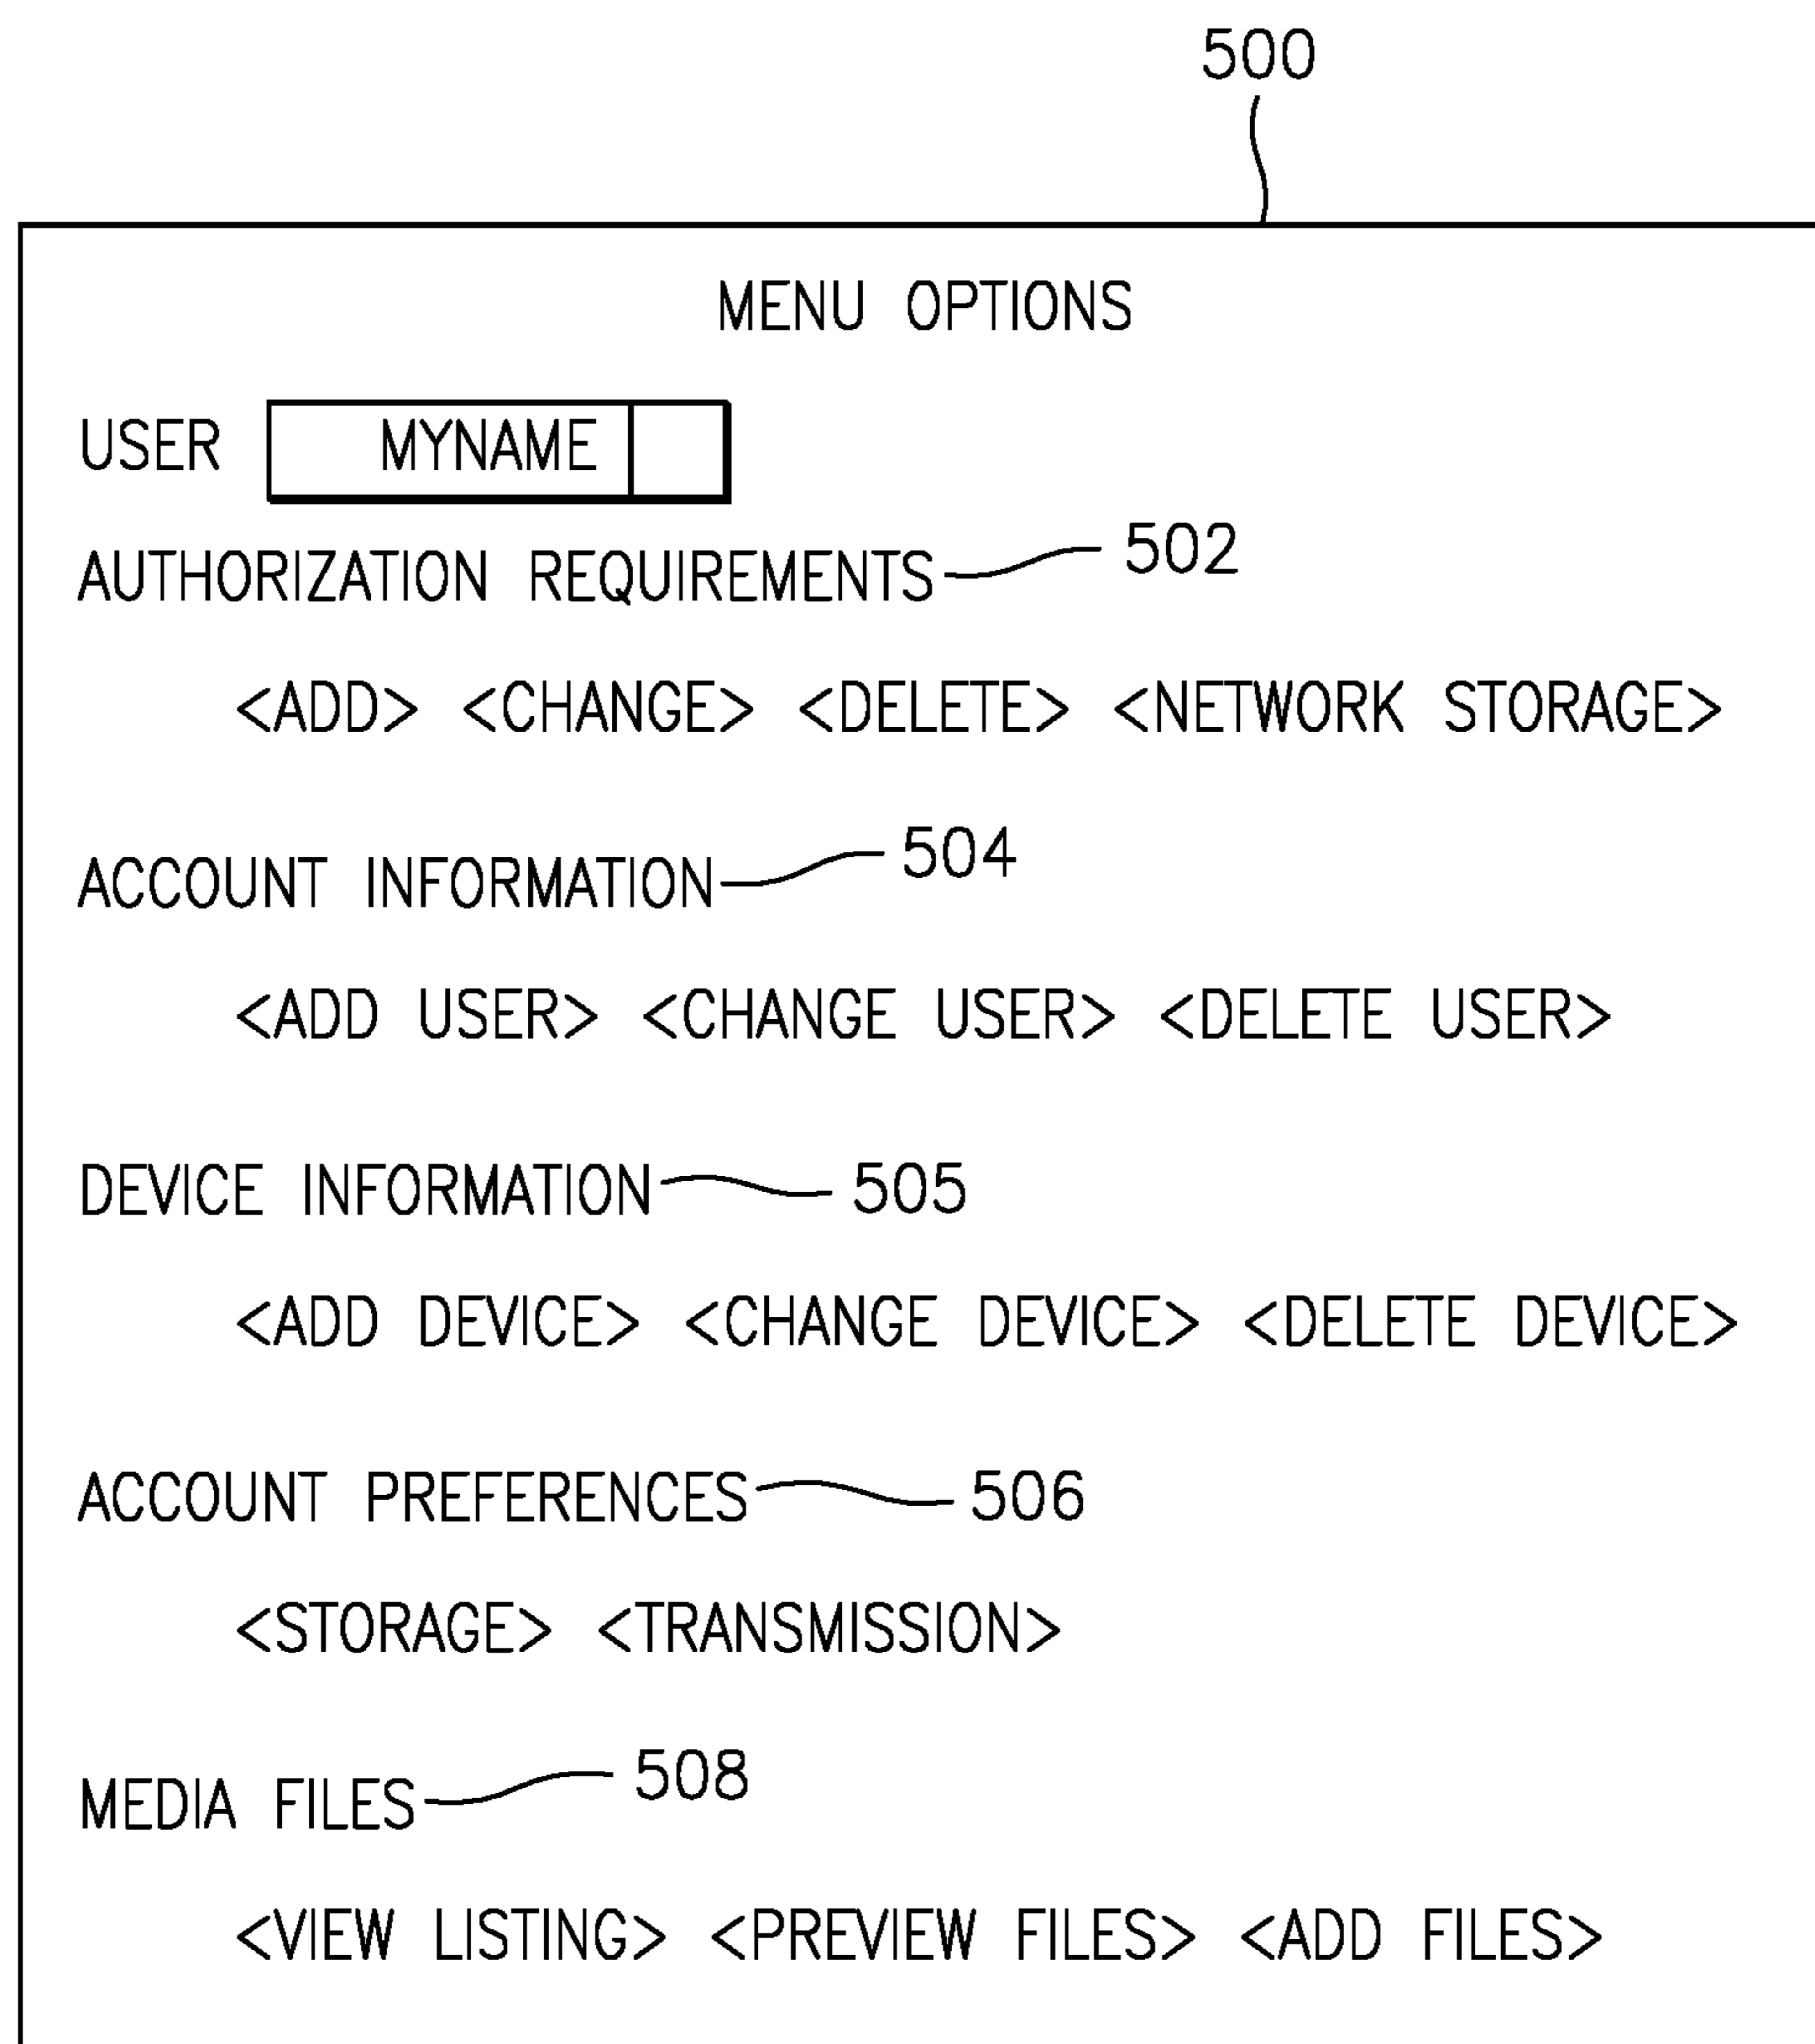 500
MENU OPTIONS
USER MYNAME
AUTHORIZATION REQUIREMENTS 502
<ADD> <CHANGE> <DELETE> <NETWORK STORAGE>
ACCOUNT INFORMATION 504
<ADD USER> <CHANGE USER> <DELETE USER>
DEVICE INFORMATION 505
<ADD DEVICE> <CHANGE DEVICE> <DELETE DEVICE>
ACCOUNT PREFERENCES 506
<STORAGE> <TRANSMISSION>
MEDIA FILES 508
<VIEW LISTING> <PREVIEW FILES> <ADD FILES>